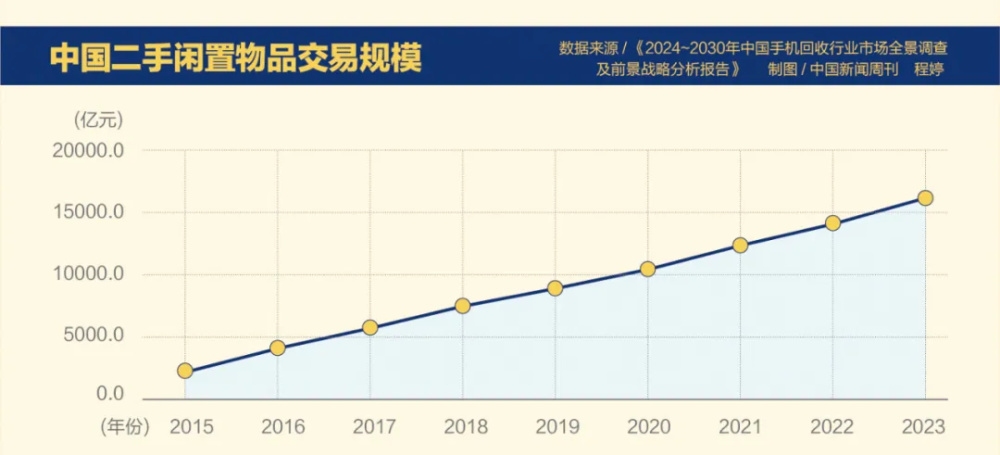 中国二手闲置物品交易规模
数据来源 / 《2024~2030年中国手机回收行业市场全景调查
及前景战略分析报告》 制图 / 中国新闻周刊 程婷
(亿元)
20000.0
15000.0
10000.0
5000.0
0.0
(年份) 2015 2016 2017 2018 2019 2020 2021 2022 2023